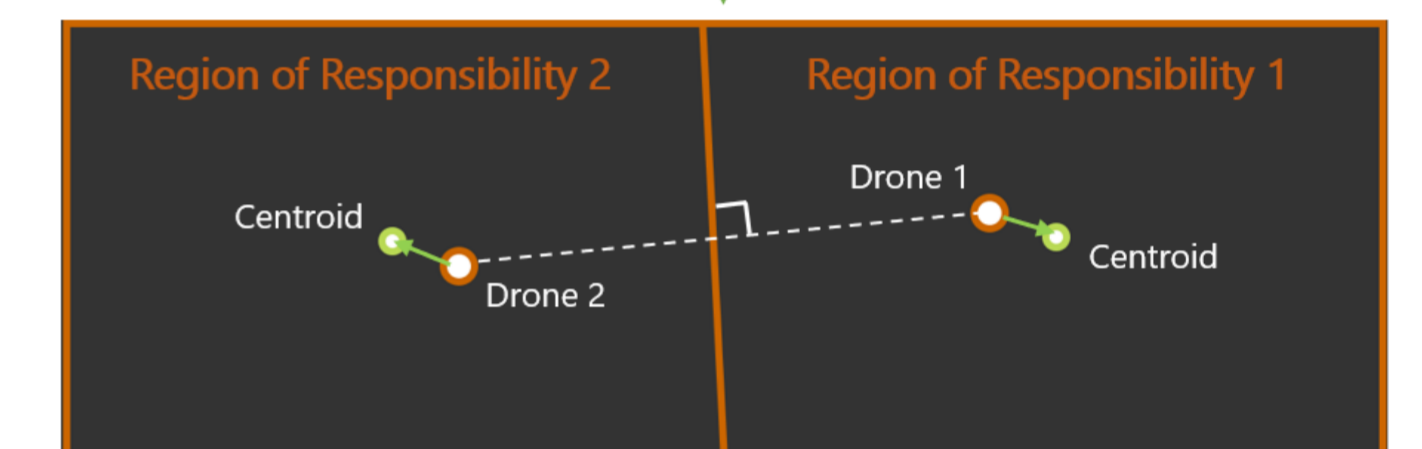 Region of Responsibility 2
Region of Responsibility 1
Drone 1
Centroid
Centroid
Drone 2